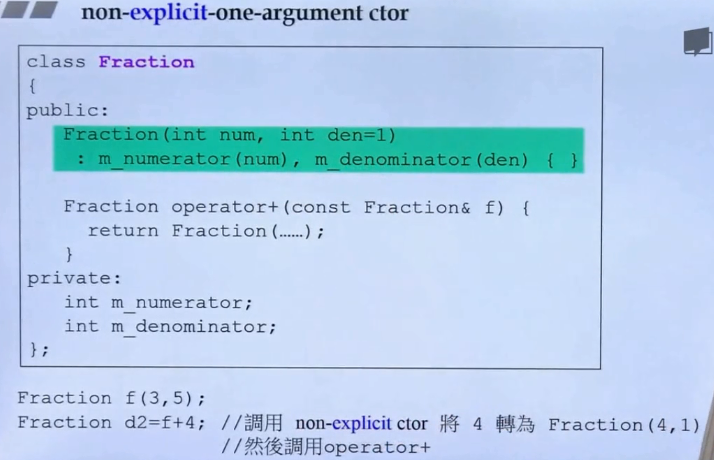 non-explicit-one-argument ctor
class Fraction
{
public:
Fraction(int num, int den=1)
: m_numerator(num), m_denominator(den) { }
Fraction operator+(const Fraction& f) {
return Fraction(……);
}
private:
int m_numerator;
int m_denominator;
};
Fraction f(3,5);
Fraction d2=f+4; //調用 non-explicit ctor 將 4 轉為 Fraction(4,1)
//然後調用operator+